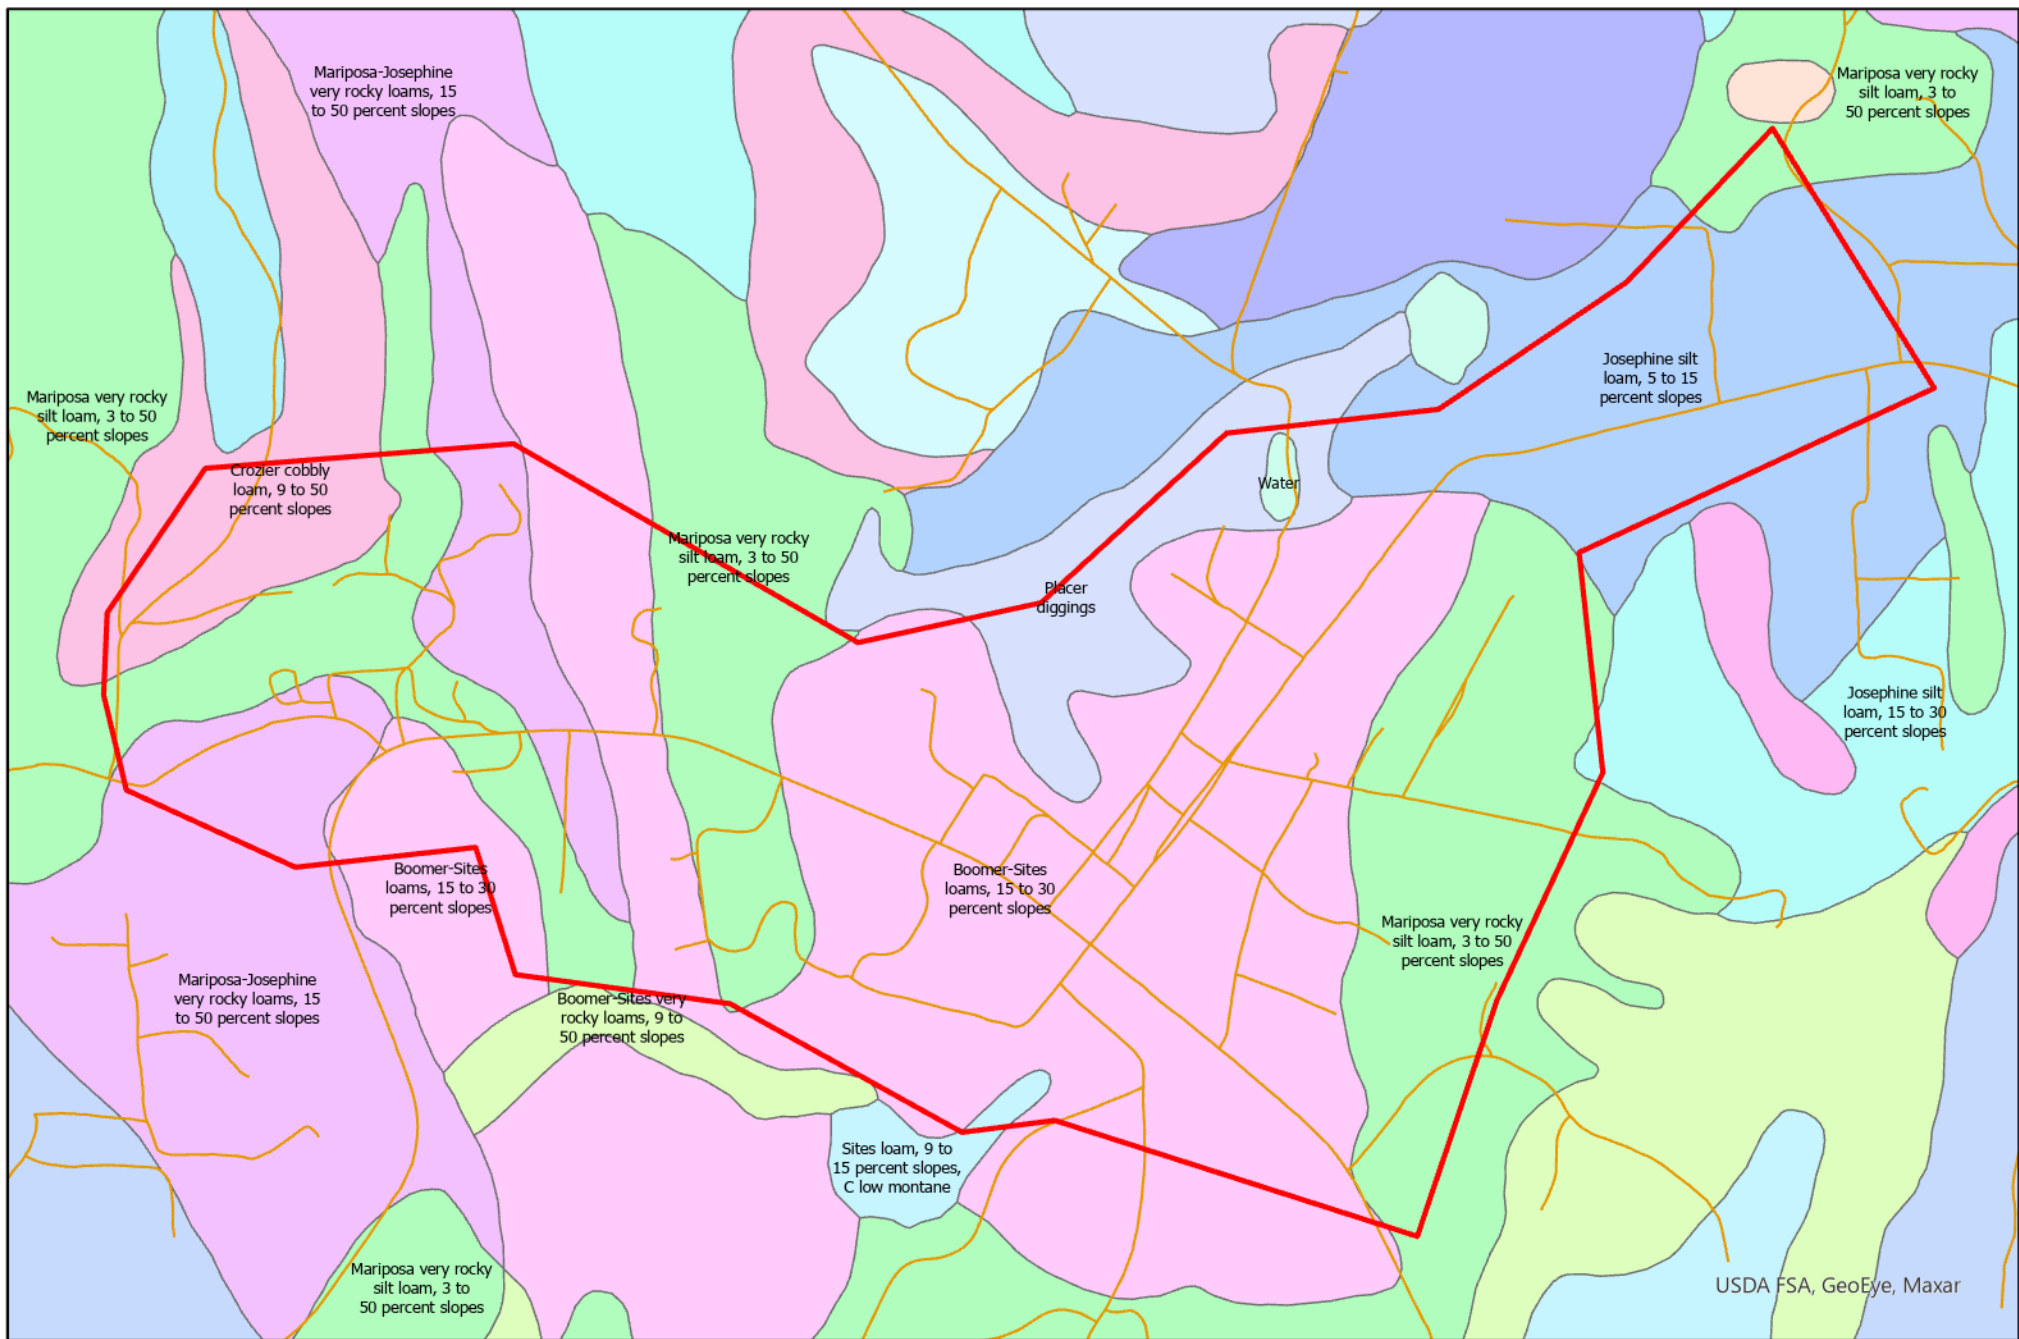 Mariposa-Josephine
very rocky loams, 15
to 50 percent slopes
Mariposa very rocky
silt loam, 3 to
50 percent slopes
Josephine silt
loam, 5 to 15
percent slopes
Mariposa very rocky
silt loam, 3 to 50
percent slopes
Crozier cobbly
loam, 9 to 50
percent slopes
Water
Mariposa very rocky
silt loam, 3 to 50
percent slopes
Placer
diggings
Josephine silt
loam, 15 to 30
percent slopes
Boomer-Sites
loams, 15 to 30
percent slopes
Boomer-Sites
loams, 15 to 30
percent slopes
Mariposa very rocky
silt loam, 3 to 50
percent slopes
Mariposa-Josephine
very rocky loams, 15
to 50 percent slopes
Boomer-Sites very
rocky loams, 9 to
50 percent slopes
Sites loam, 9 to
15 percent slopes,
C low montane
Mariposa very rocky
silt loam, 3 to
50 percent slopes
USDA FSA, GeoEye, Maxar